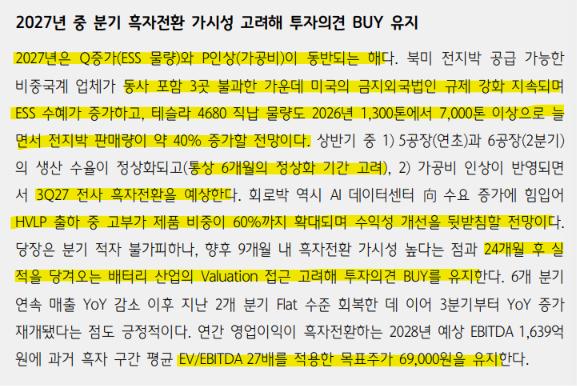 2027년 중 분기 흑자전환 가시성 고려해 투자의견 BUY 유지
2027년은 Q증가(ESS 물량)와 P인상(가공비)이 동반되는 해다. 북미 전지박 공급 가능한
비중국계 업체가 동사 포함 3곳 불과한 가운데 미국의 금지외국법인 규제 강화 지속되며
ESS 수혜가 증가하고, 테슬라 4680 직납 물량도 2026년 1,300톤에서 7,000톤 이상으로 늘
면서 전지박 판매량이 약 40% 증가할 전망이다. 상반기 중 1) 5공장(연초)과 6공장(2분기)
의 생산 수율이 정상화되고(통상 6개월의 정상화 기간 고려), 2) 가공비 인상이 반영되면
서 3Q27 전사 흑자전환을 예상한다. 회로박 역시 AI 데이터센터 向 수요 증가에 힘입어
HVLP 출하 중 고부가 제품 비중이 60%까지 확대되며 수익성 개선을 뒷받침할 전망이다.
당장은 분기 적자 불가피하나, 향후 9개월 내 흑자전환 가시성 높다는 점과 24개월 후 실
적을 당겨오는 배터리 산업의 Valuation 접근 고려해 투자의견 BUY를 유지한다. 6개 분기
연속 매출 YoY 감소 이후 지난 2개 분기 Flat 수준 회복한 데 이어 3분기부터 YoY 증가
재개됐다는 점도 긍정적이다. 연간 영업이익이 흑자전환하는 2028년 예상 EBITDA 1,639억
원에 과거 흑자 구간 평균 EV/EBITDA 27배를 적용한 목표주가 69,000원을 유지한다.